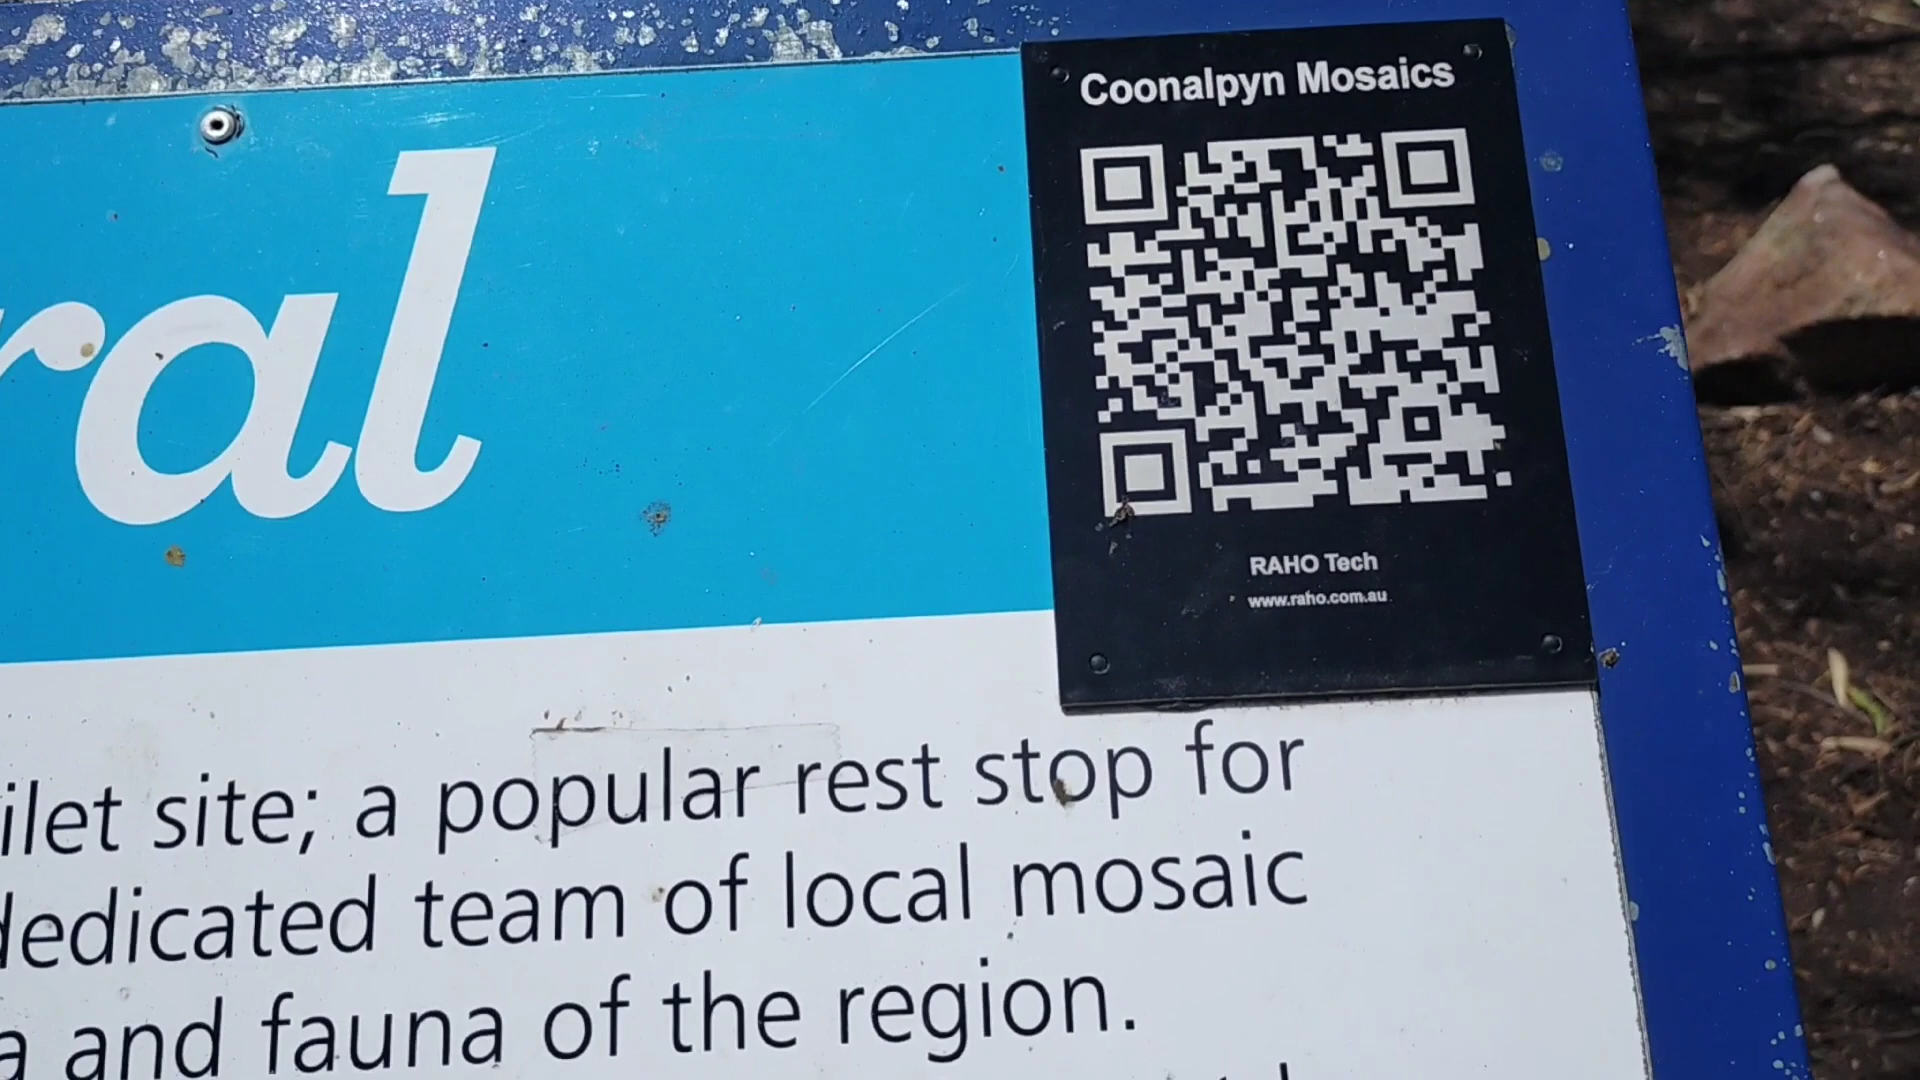 ral
Coonalpyn Mosaics
RAHO Tech
www.raho.com.au
ilet site; a popular rest stop for
dedicated team of local mosaic
a and fauna of the region.